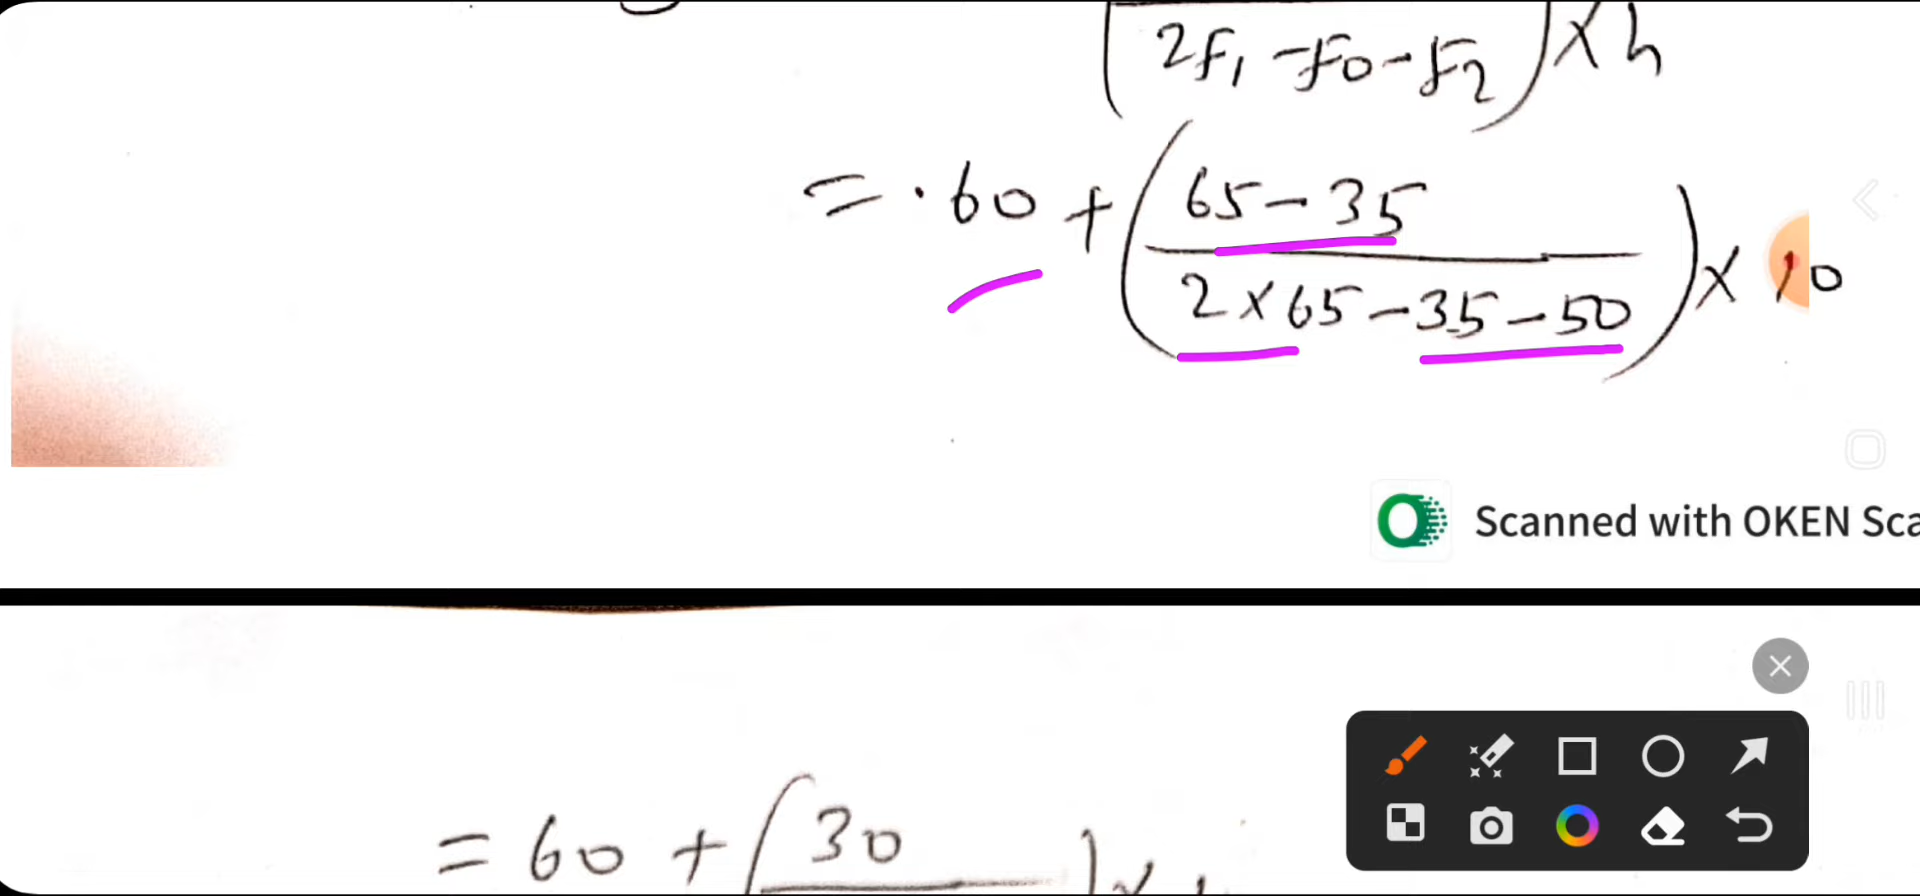 2F₁ - F₀ - F₂) × h
= 60 + (65 - 35
2 × 65 - 35 - 50) × 10
Scanned with OKEN Sca
= 60 + (30